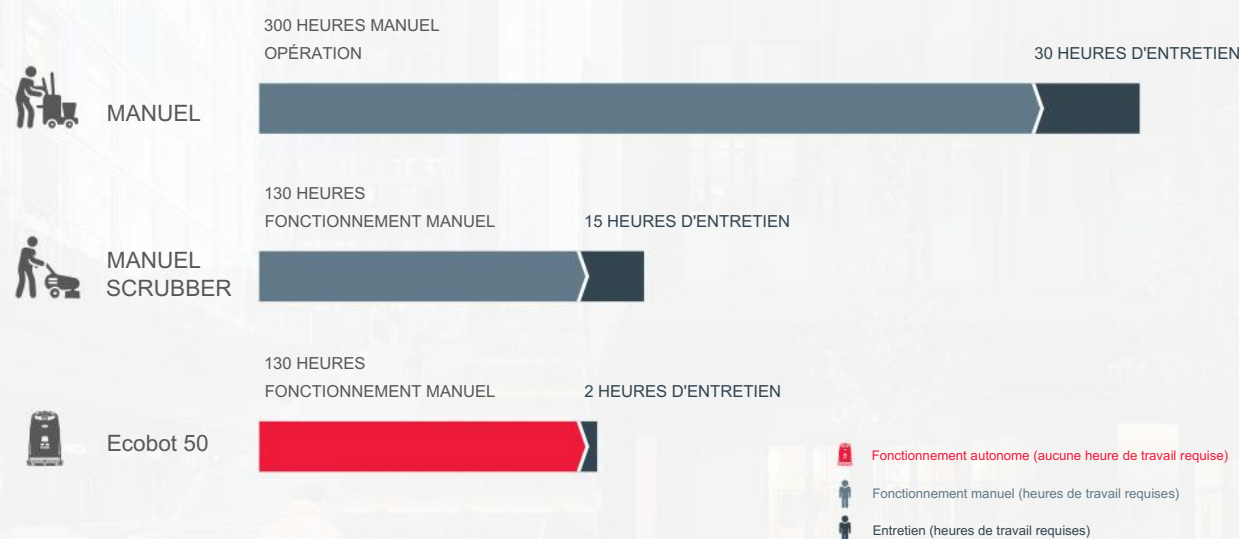 300 HEURES MANUEL
OPÉRATION
30 HEURES D'ENTRETIEN
MANUEL
130 HEURES
FONCTIONNEMENT MANUEL
15 HEURES D'ENTRETIEN
MANUEL
SCRUBBER
130 HEURES
FONCTIONNEMENT MANUEL
2 HEURES D'ENTRETIEN
Ecobot 50
Fonctionnement autonome (aucune heure de travail requise)
Fonctionnement manuel (heures de travail requises)
Entretien (heures de travail requises)